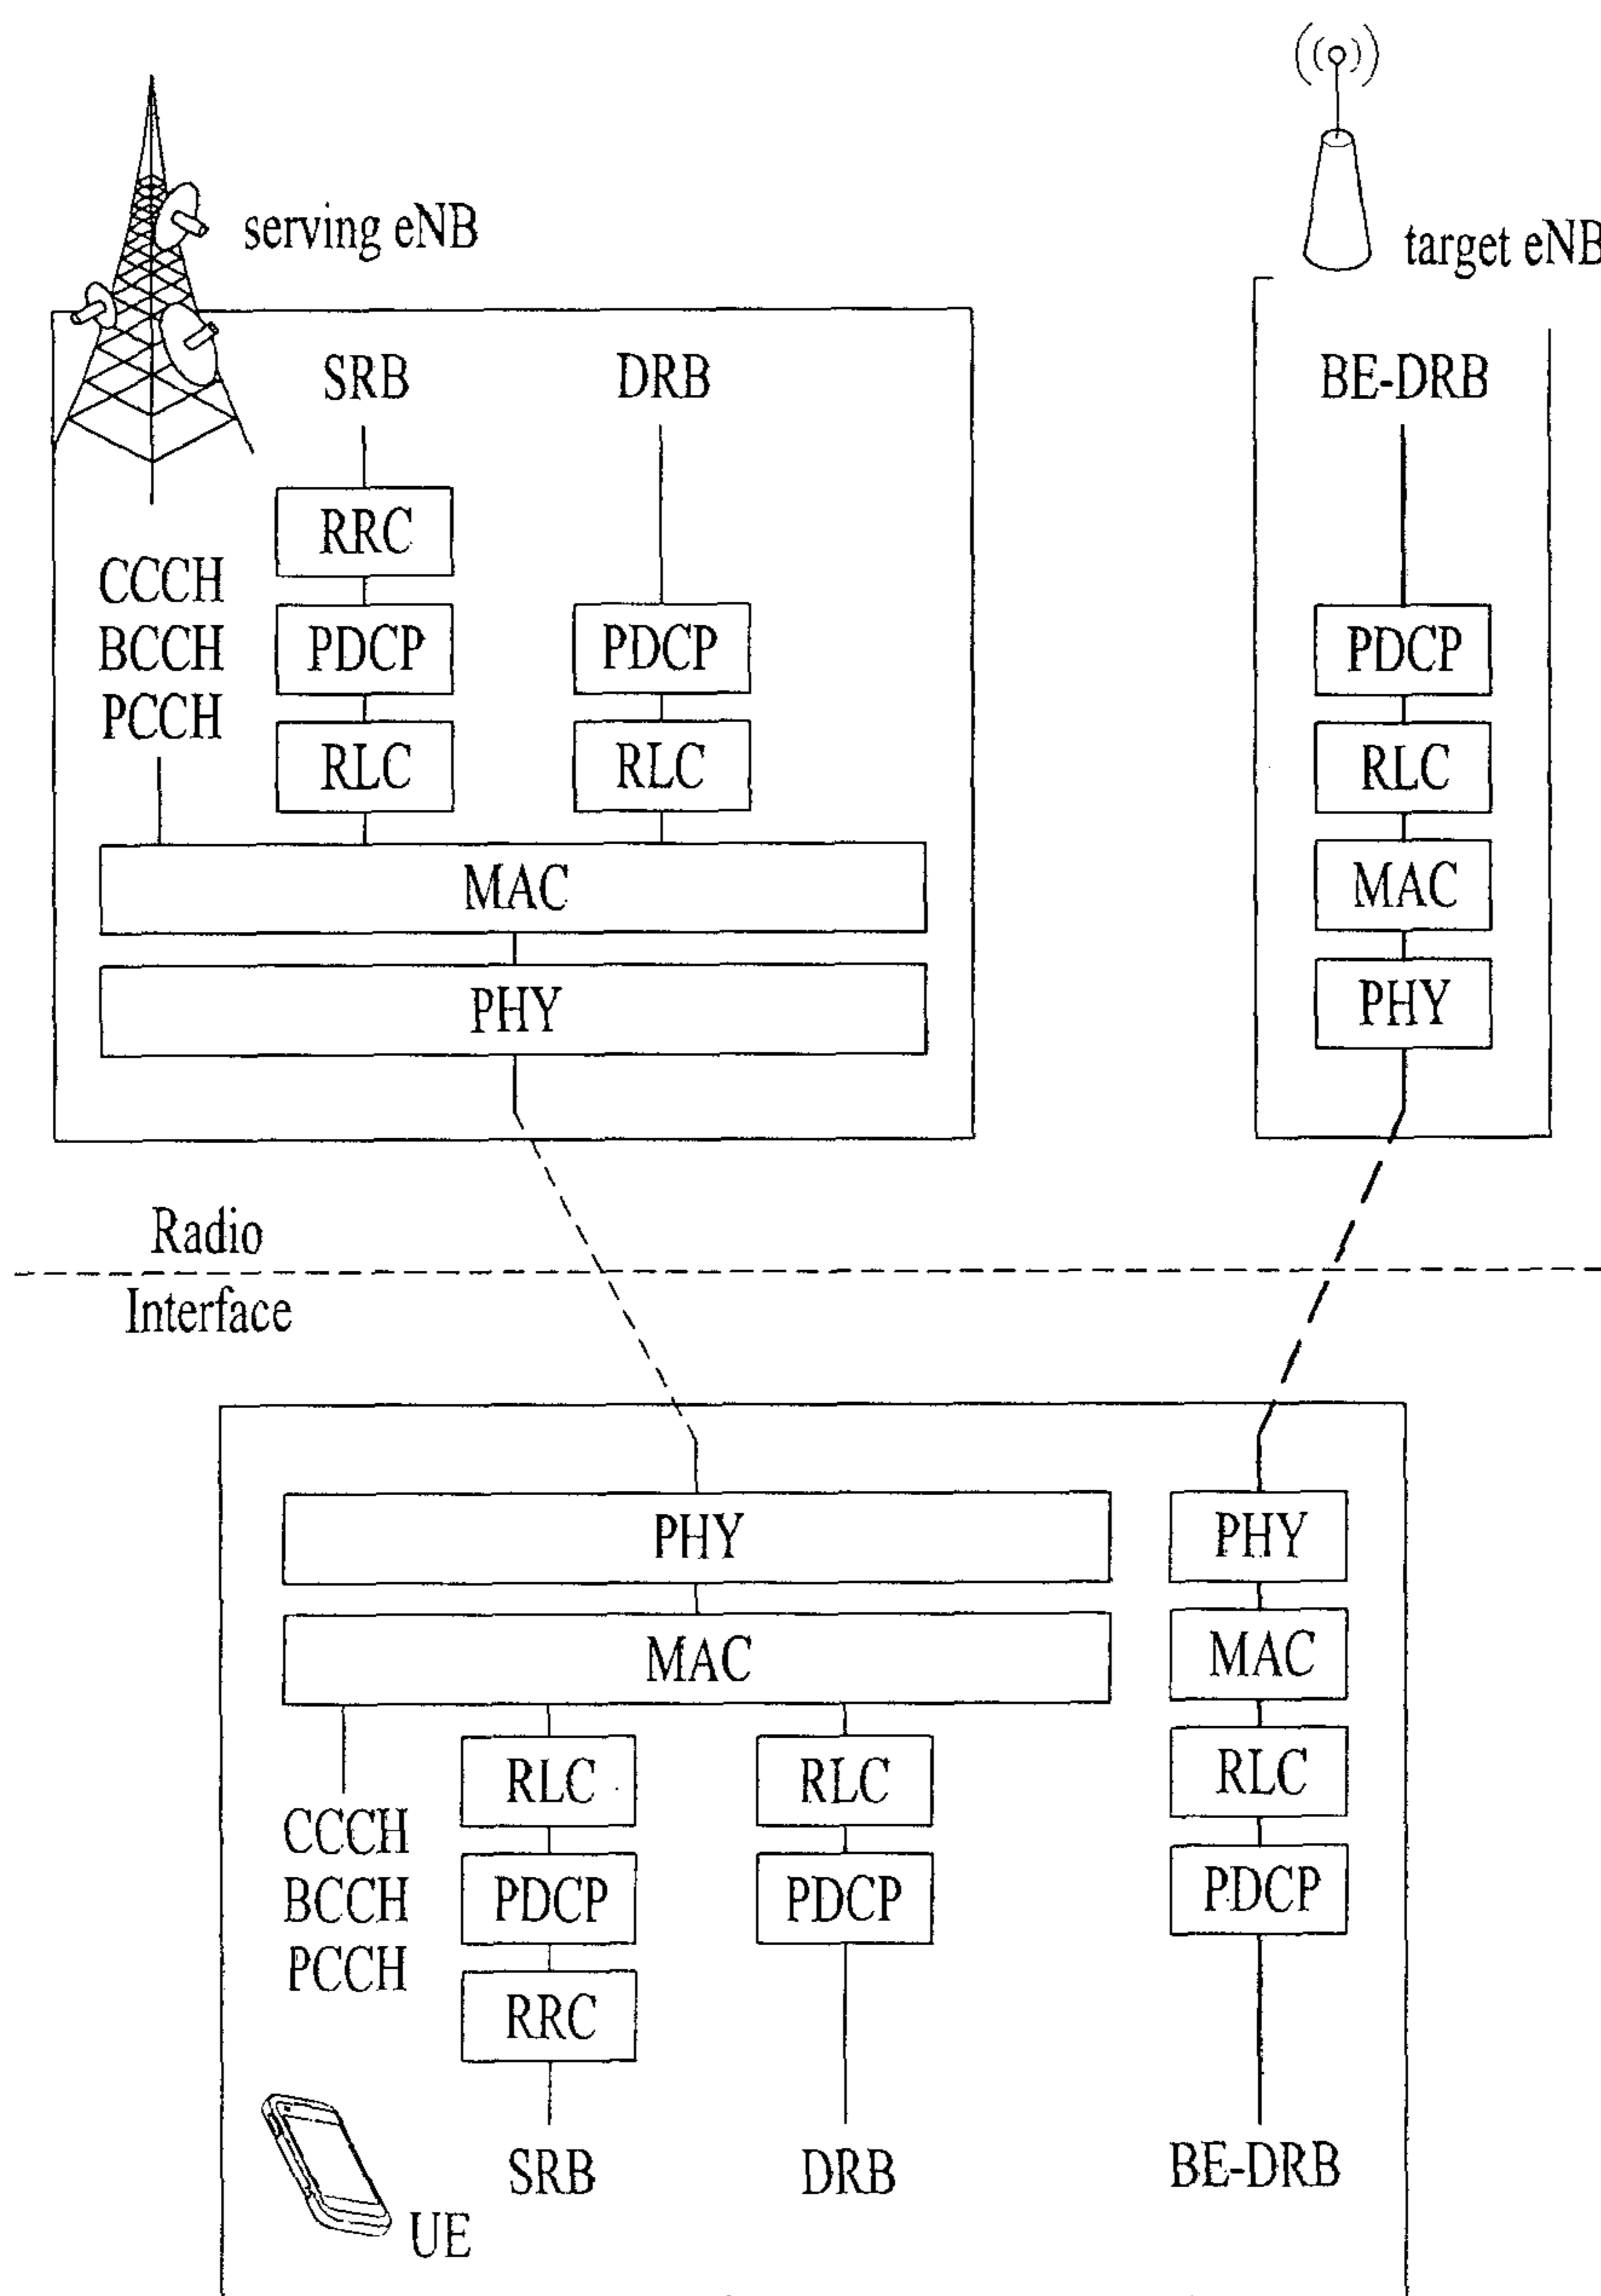 serving eNB
target eNB
SRB
DRB
BE-DRB
RRC
CCCH
BCCH
PCCH
PDCP
PDCP
PDCP
RLC
RLC
RLC
MAC
MAC
PHY
PHY
Radio
Interface
PHY
PHY
MAC
MAC
RLC
RLC
RLC
CCCH
BCCH
PCCH
PDCP
PDCP
PDCP
RRC
SRB
DRB
BE-DRB
UE